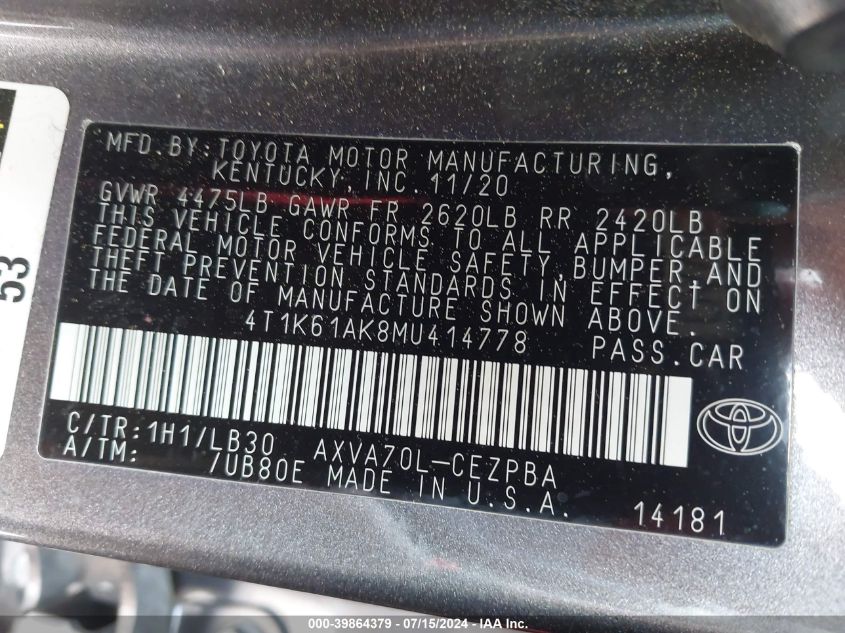 MFD.BY:TOYOTA MOTOR MANUFACTURING,
KENTUCKY,INC. 11/20
GVWR 4475LB GAWR FR 2620LB RR 2420LB
THIS VEHICLE CONFORMS TO ALL APPLICABLE
FEDERAL MOTOR VEHICLE SAFETY,BUMPER,AND
THEFT PREVENTION STANDARDS IN EFFECT ON
THE DATE OF MANUFACTURE SHOWN ABOVE.
4T1K61AK8MU414778 PASS.CAR
C/TR:1H1/LB30 AXVA70L-CEZPBA
A/TM: /UB80E MADE IN U.S.A.
14181
53
000-39864379 - 07/15/2024 - IAA, Inc.